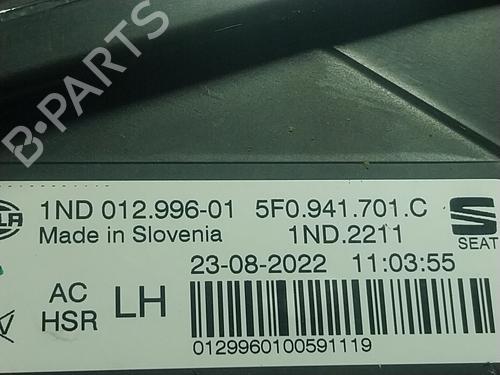 B-PARTS
1ND 012.996-01 5F0.941.701.C
Made in Slovenia 1ND.2211
SEAT
23-08-2022 11:03:55
AC LH
HSR
0129960100591119